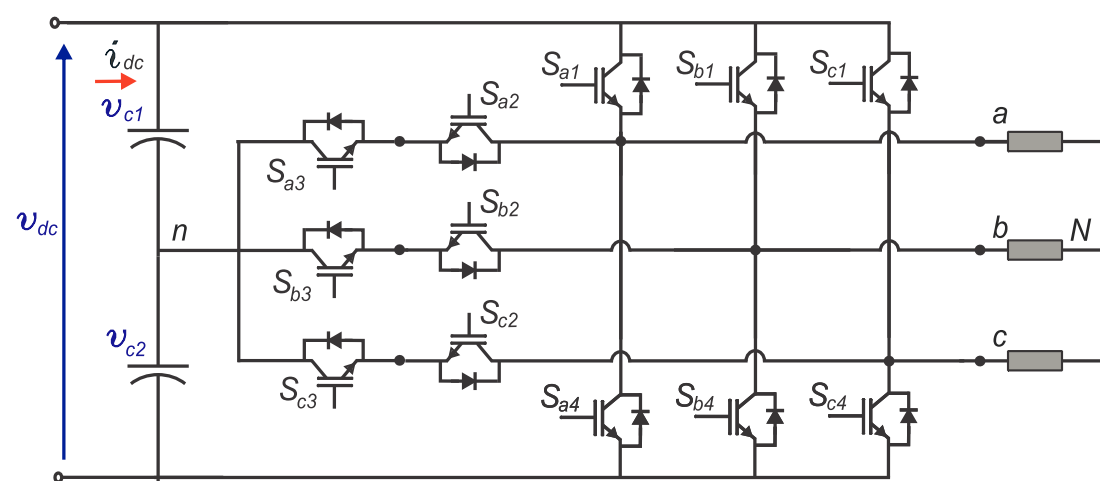 i_dc
v_c1
S_a1 S_b1 S_c1
S_a2
a
S_a3
S_b2
v_dc
n
b N
S_b3
S_c2
v_c2
c
S_c3
S_a4 S_b4 S_c4